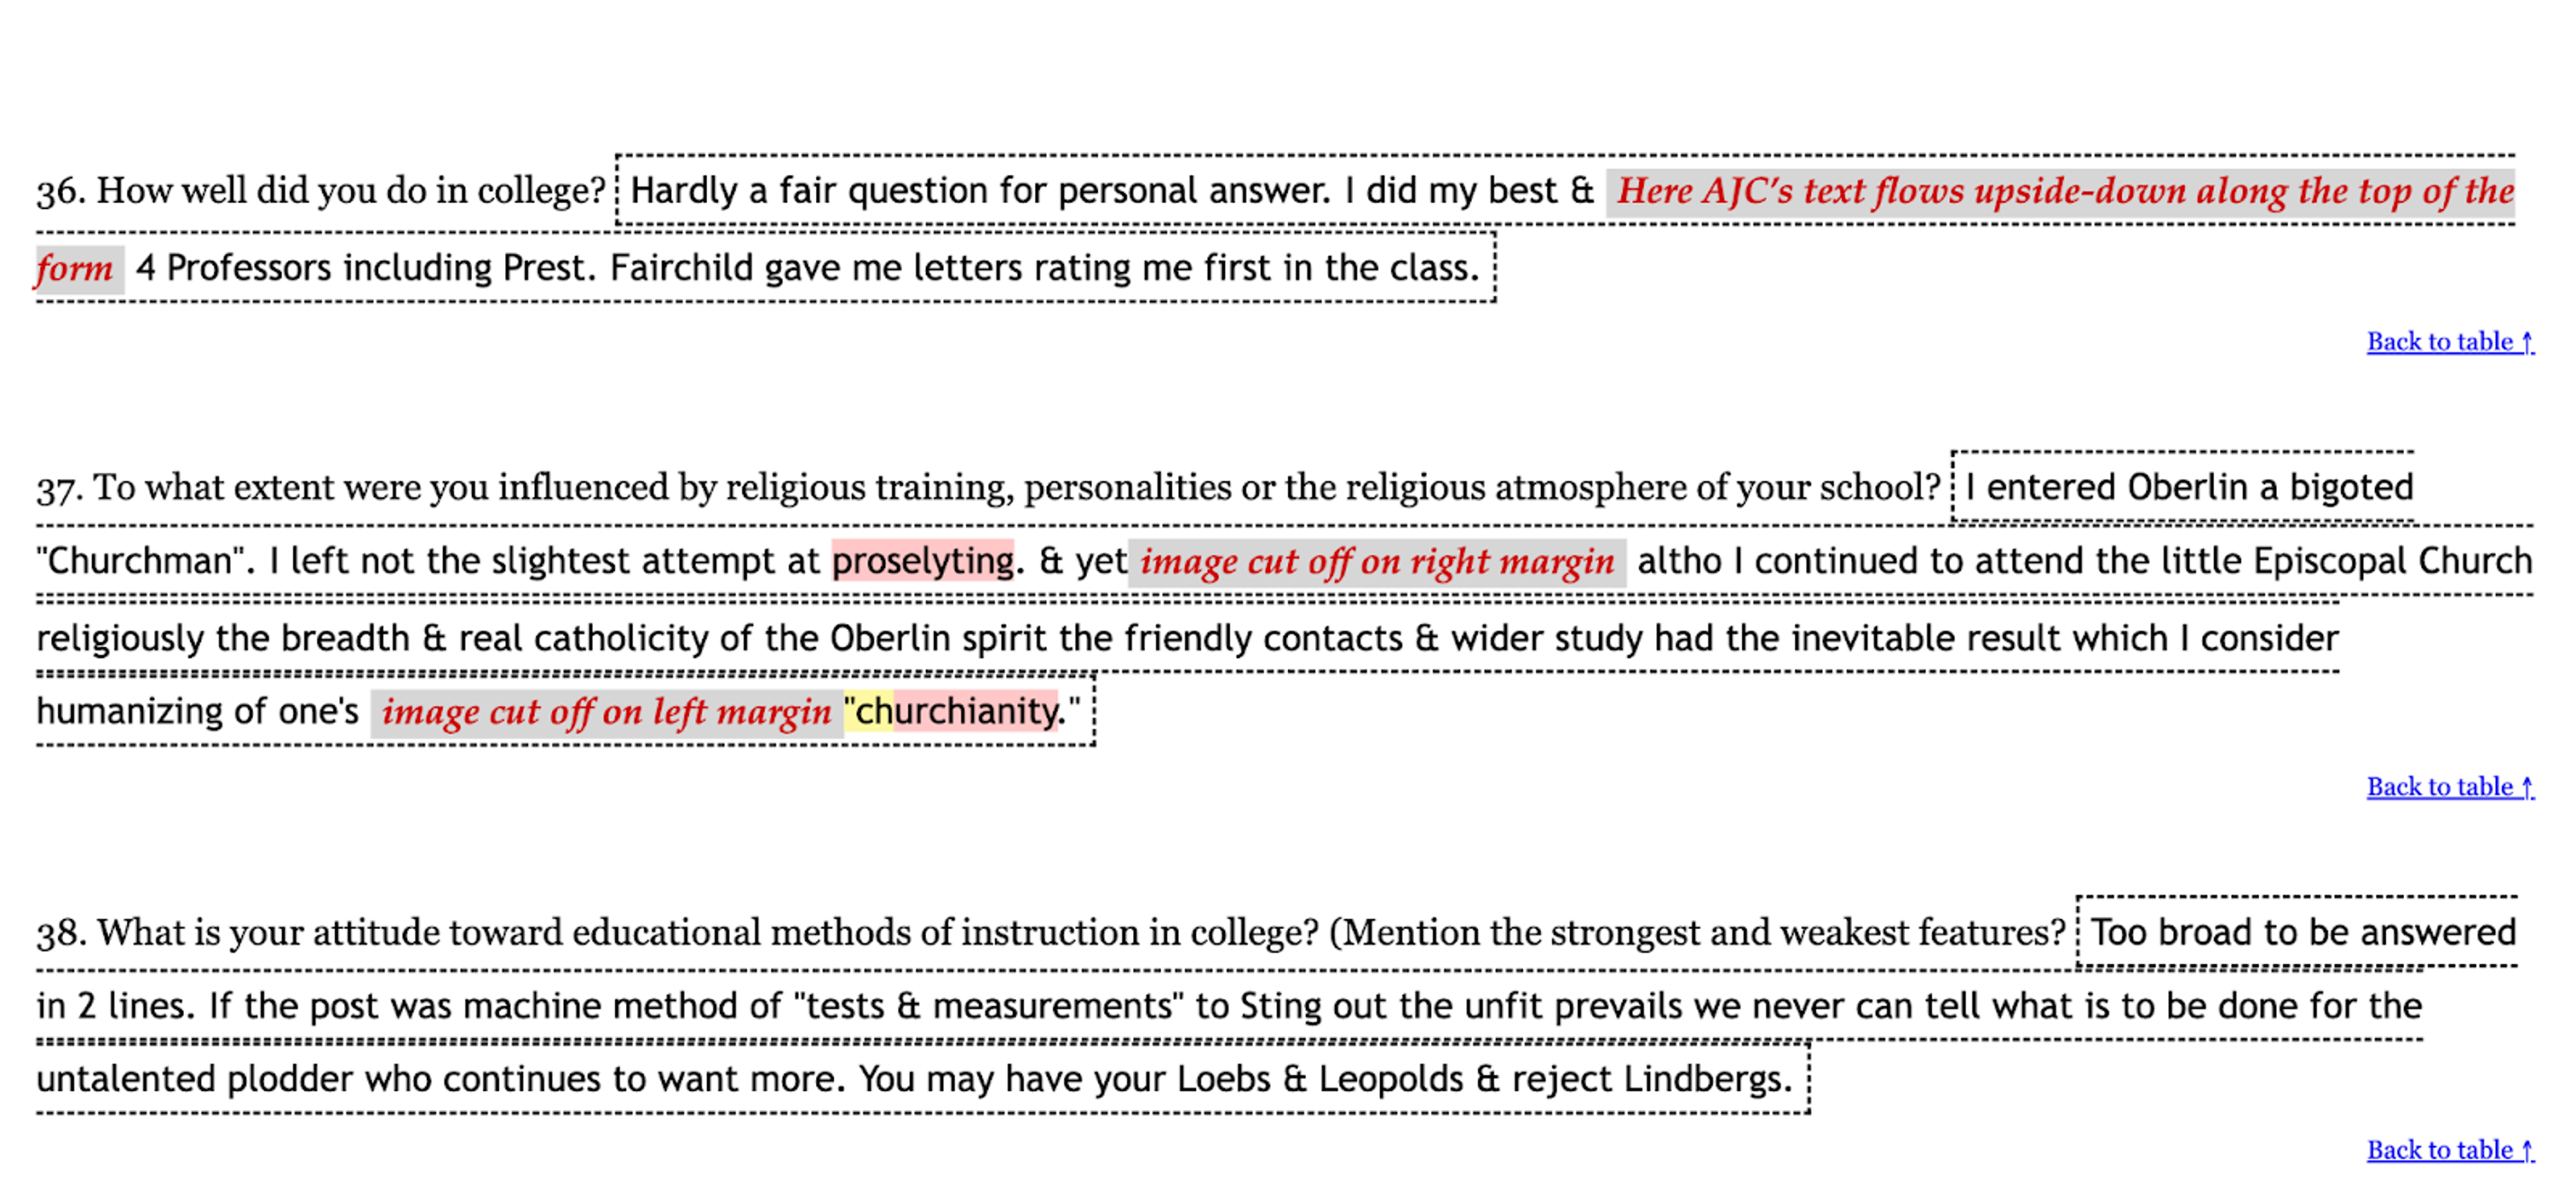 36. How well did you do in college? Hardly a fair question for personal answer. I did my best & Here AJC's text flows upside-down along the top of the
form 4 Professors including Prest. Fairchild gave me letters rating me first in the class.
Back to table ↑
37. To what extent were you influenced by religious training, personalities or the religious atmosphere of your school? I entered Oberlin a bigoted
"Churchman". I left not the slightest attempt at proselyting. & yet image cut off on right margin altho I continued to attend the little Episcopal Church
religiously the breadth & real catholicity of the Oberlin spirit the friendly contacts & wider study had the inevitable result which I consider
humanizing of one's image cut off on left margin "churchianity."
Back to table ↑
38. What is your attitude toward educational methods of instruction in college? (Mention the strongest and weakest features? Too broad to be answered
in 2 lines. If the post was machine method of "tests & measurements" to Sting out the unfit prevails we never can tell what is to be done for the
untalented plodder who continues to want more. You may have your Loebs & Leopolds & reject Lindbergs.
Back to table ↑